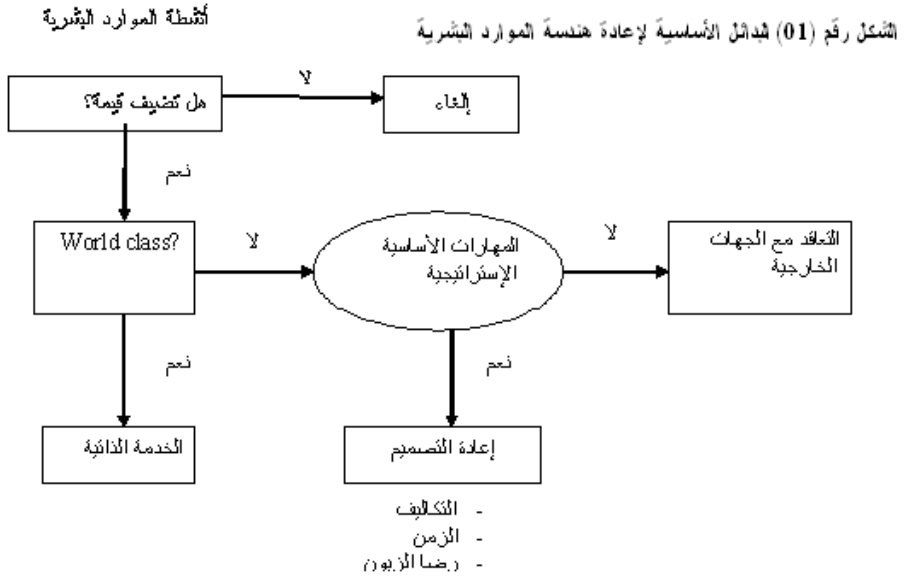 الشكل رقم (01) البدائل الأساسية لإعادة هندسة الموارد البشرية
أنشطة الموارد البشرية
هل تضيف قيمة؟
لا
إلغاء
نعم
World class?
لا
المهارات الأساسية
الإستراتيجية
لا
التعاقد مع الجهات
الخارجية
نعم
نعم
الخدمة الذاتية
إعادة التصميم
- التكاليف
- الزمن
- رضا الزبون